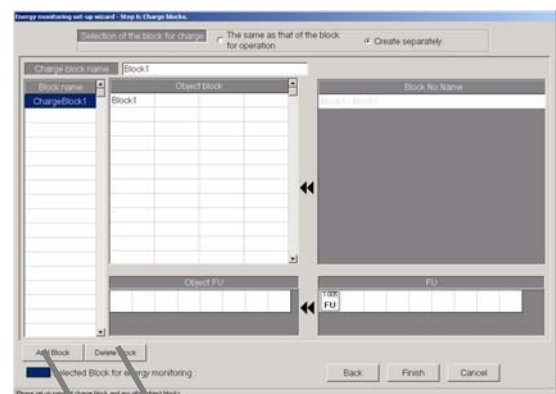 Energy monitoring set-up wizard - Step 6: Charge blocks.
Selection of the block for charge
The same as that of the block for operation
Create separately
Charge block name
Block1
Block name
Object block
Block No Name
ChargeBlock1
Block1
Object FU
FU
FU
Add Block
Delete Block
Selected Block for energy monitoring :
Back
Finish
Cancel